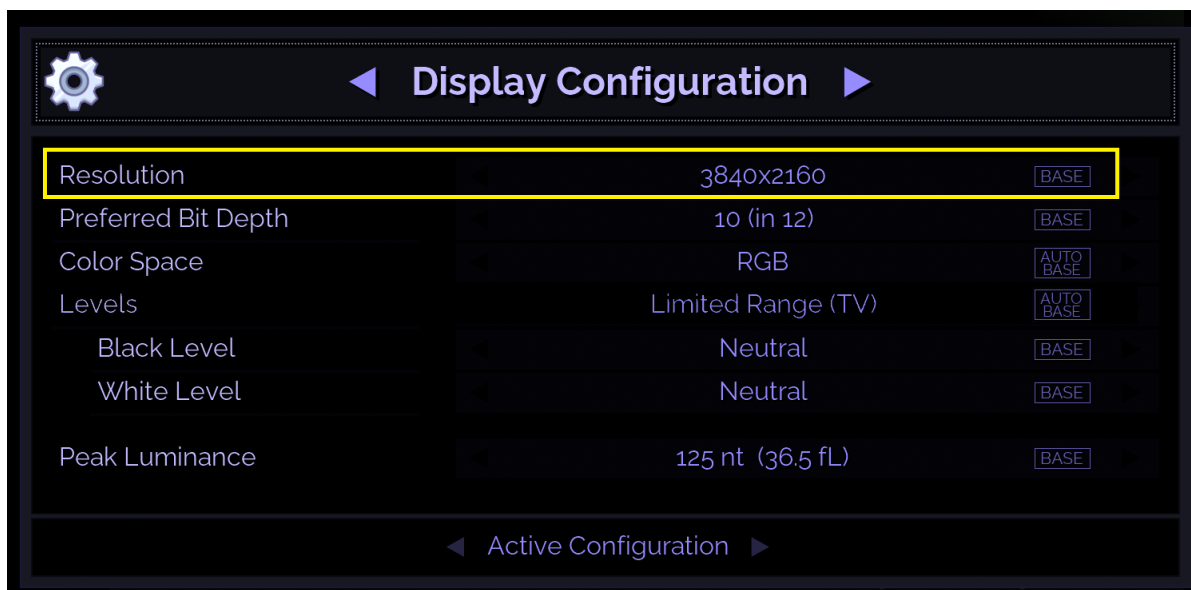 Display Configuration
Resolution 3840x2160 BASE
Preferred Bit Depth 10 (in 12) BASE
Color Space RGB AUTO BASE
Levels Limited Range (TV) AUTO BASE
Black Level Neutral BASE
White Level Neutral BASE
Peak Luminance 125 nt (36.5 fL) BASE
Active Configuration